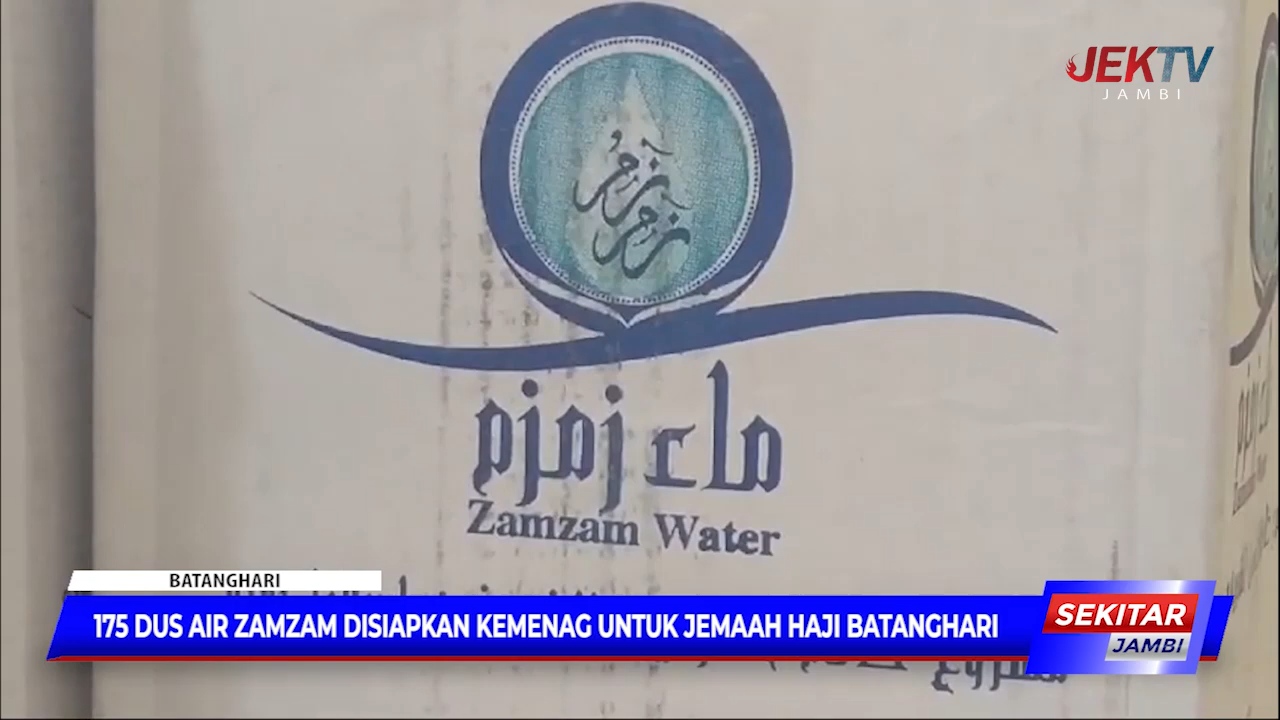 JEKTV
JAMBI
زمزم
ماء زمزم
Zamzam Water
BATANGHARI
175 DUS AIR ZAMZAM DISIAPKAN KEMENAG UNTUK JEMAAH HAJI BATANGHARI
SEKITAR
JAMBI